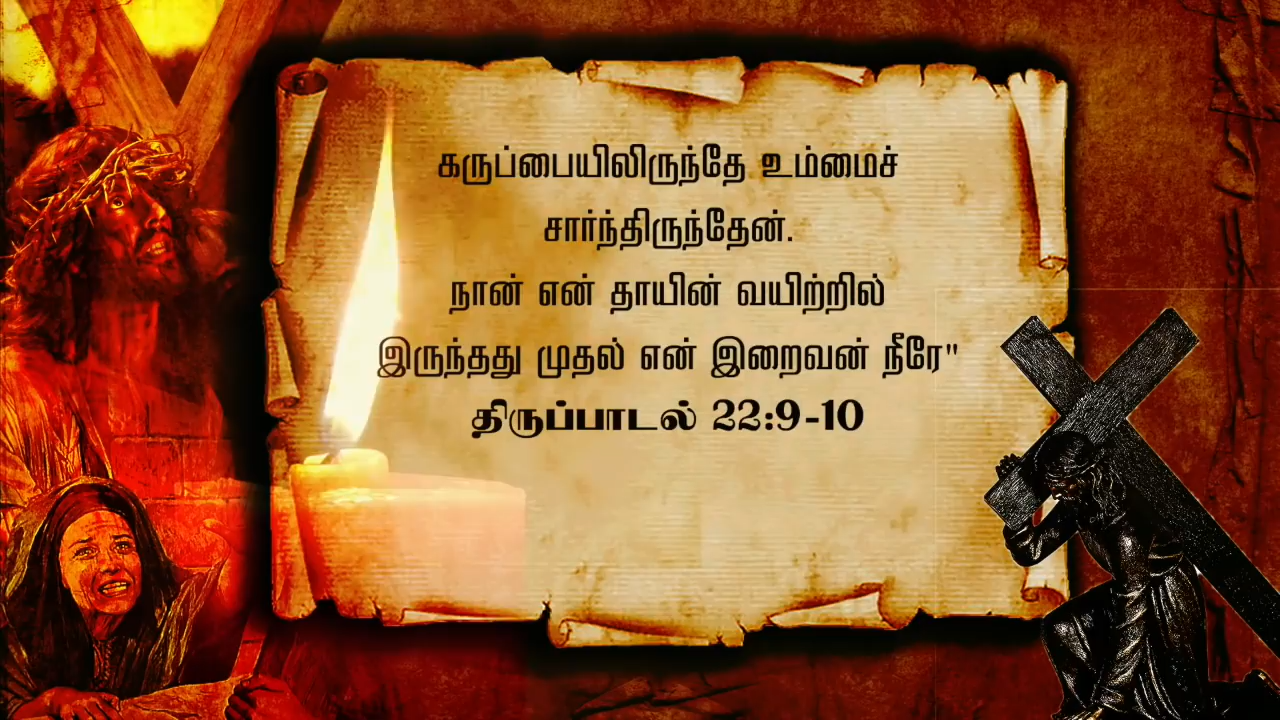 கருப்பையிலிருந்தே உம்மைச்
சார்ந்திருந்தேன்.
நான் என் தாயின் வயிற்றில்
இருந்தது முதல் என் இறைவன் நீரே"
திருப்பாடல் 22:9-10